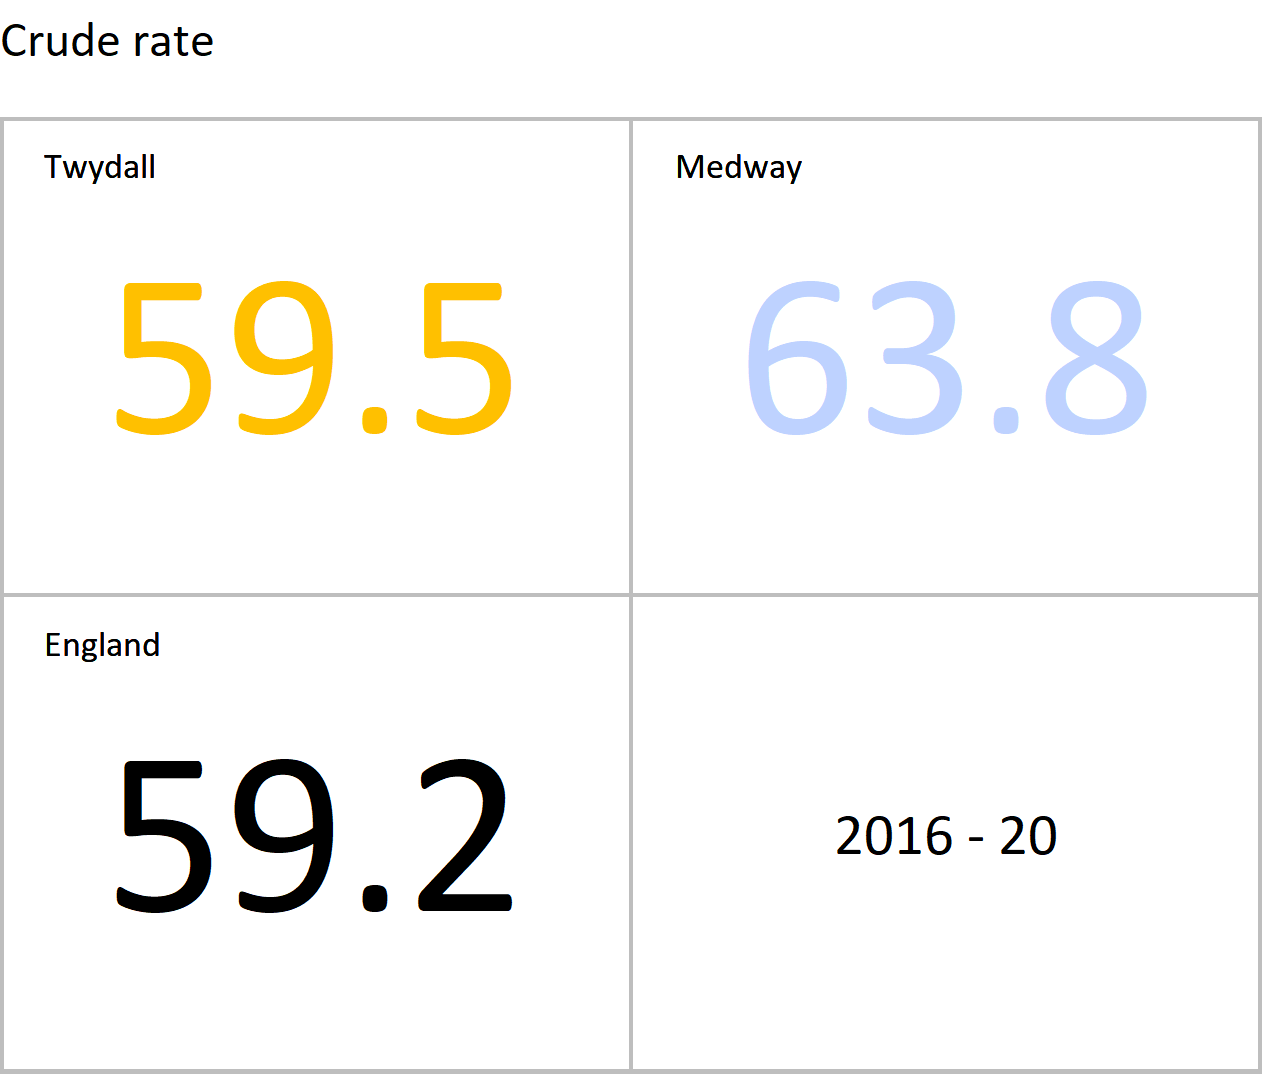 Crude rate
Twydall
59.5
Medway
63.8
England
59.2
2016 - 20